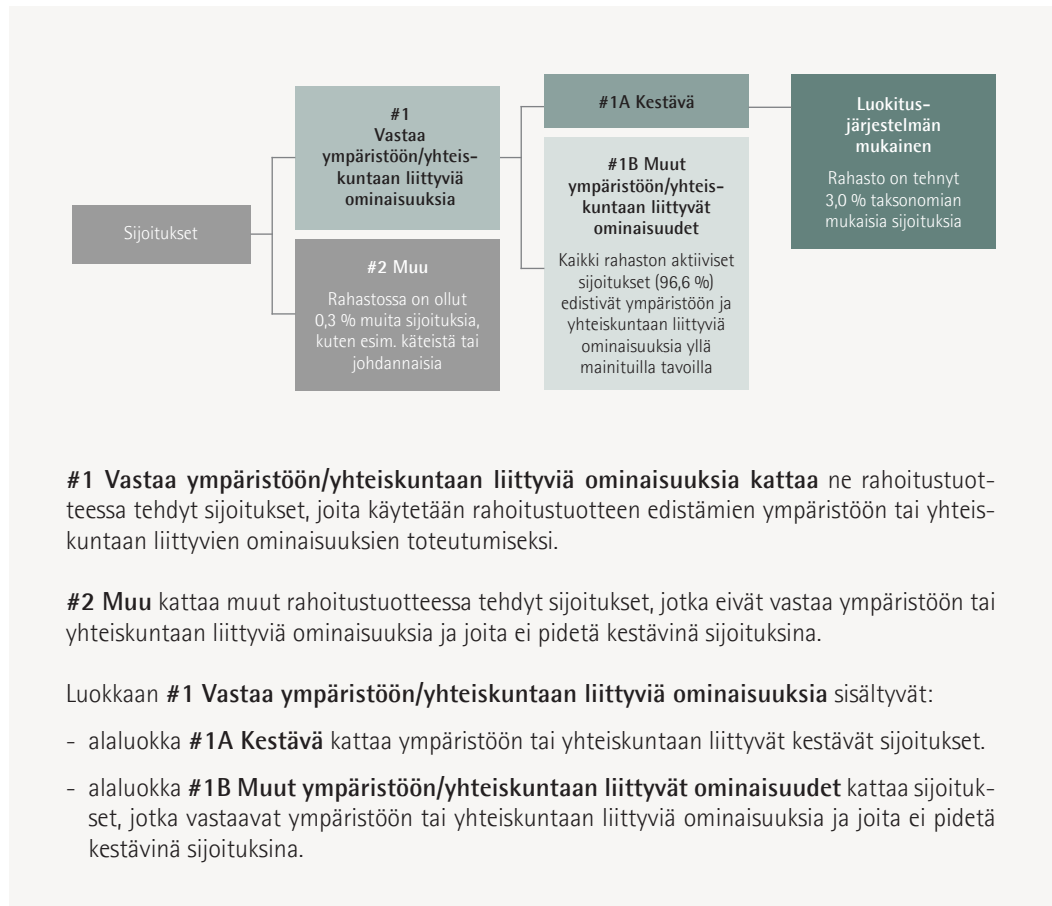 Sijoitukset
#1
Vastaa
ympäristöön/yhteis-
kuntaan liittyviä
ominaisuuksia
#2 Muu
Rahastossa on ollut
0,3 % muita sijoituksia,
kuten esim. käteistä tai
johdannaisia
#1A Kestävä
#1B Muut
ympäristöön/yhteis-
kuntaan liittyvät
ominaisuudet
Kaikki rahaston aktiiviset
sijoitukset (96,6 %)
edistivät ympäristöön ja
yhteiskuntaan liittyviä
ominaisuuksia yllä
mainituilla tavoilla
Luokitus-
järjestelmän
mukainen
Rahasto on tehnyt
3,0 % taksonomian
mukaisia sijoituksia
#1 Vastaa ympäristöön/yhteiskuntaan liittyviä ominaisuuksia kattaa ne rahoitustuot-
teessa tehdyt sijoitukset, joita käytetään rahoitustuotteen edistämien ympäristöön tai yhteis-
kuntaan liittyvien ominaisuuksien toteutumiseksi.
#2 Muu kattaa muut rahoitustuotteessa tehdyt sijoitukset, jotka eivät vastaa ympäristöön tai
yhteiskuntaan liittyviä ominaisuuksia ja joita ei pidetä kestävinä sijoituksina.
Luokkaan #1 Vastaa ympäristöön/yhteiskuntaan liittyviä ominaisuuksia sisältyvät:
- alaluokka #1A Kestävä kattaa ympäristöön tai yhteiskuntaan liittyvät kestävät sijoitukset.
- alaluokka #1B Muut ympäristöön/yhteiskuntaan liittyvät ominaisuudet kattaa sijoituk-
set, jotka vastaavat ympäristöön tai yhteiskuntaan liittyviä ominaisuuksia ja joita ei pidetä
kestävinä sijoituksina.